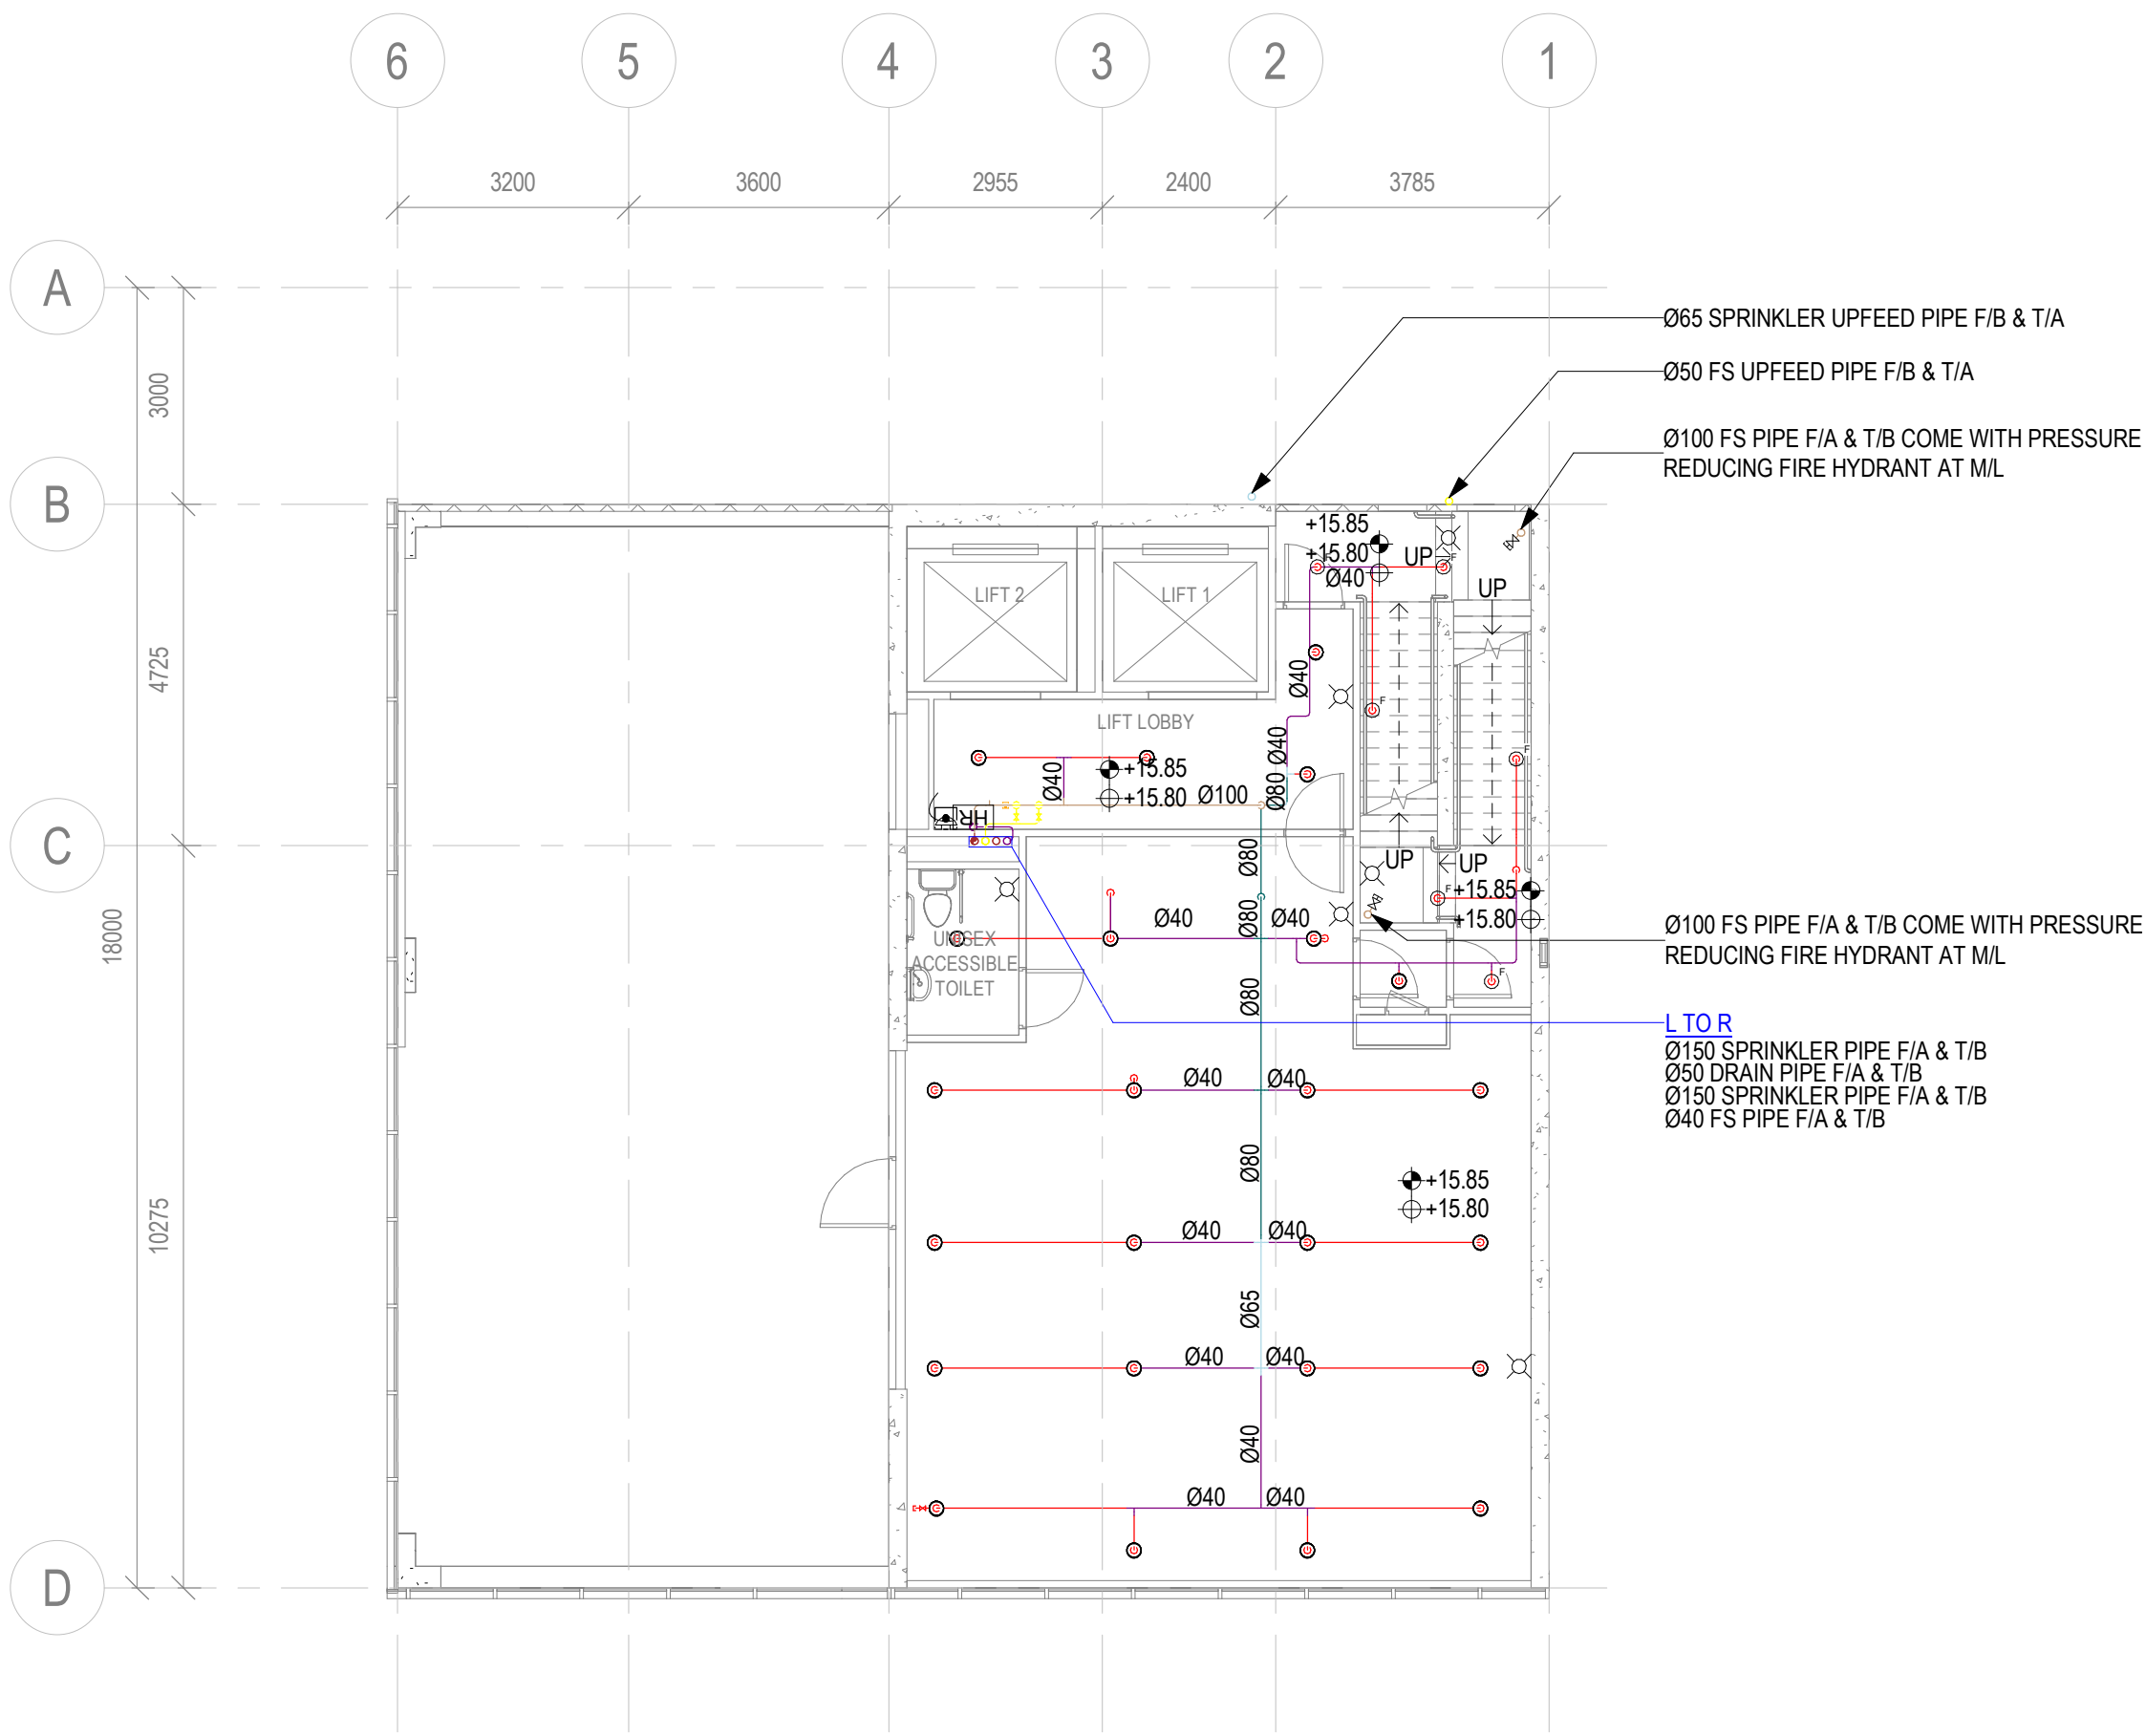 6
5
4
3
2
1
3200
3600
2955
2400
3785
A
3000
Ø65 SPRINKLER UPFEED PIPE F/B & T/A
Ø50 FS UPFEED PIPE F/B & T/A
Ø100 FS PIPE F/A & T/B COME WITH PRESSURE
REDUCING FIRE HYDRANT AT M/L
B
+15.85
+15.80
UP
F
F
Ø40
UP
LIFT 2
LIFT 1
4725
Ø40
F
LIFT LOBBY
Ø40
F
Ø40
+15.85
+15.80
Ø100
Ø80
HR
C
Ø80
UP
UP
F
+15.85
+15.80
Ø40
Ø80
Ø40
18000
UNISEX
ACCESSIBLE
TOILET
F
Ø80
Ø100 FS PIPE F/A & T/B COME WITH PRESSURE
REDUCING FIRE HYDRANT AT M/L
L TO R
Ø150 SPRINKLER PIPE F/A & T/B
Ø50 DRAIN PIPE F/A & T/B
Ø150 SPRINKLER PIPE F/A & T/B
Ø40 FS PIPE F/A & T/B
Ø40
Ø40
Ø80
+15.85
+15.80
10275
Ø40
Ø40
Ø65
Ø40
Ø40
Ø40
Ø40
Ø40
D